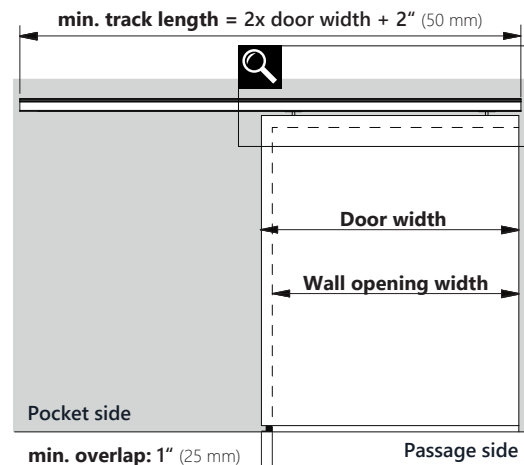 min. track length = 2x door width + 2“ (50 mm)
Door width
Wall opening width
Pocket side
min. overlap: 1“ (25 mm)
Passage side